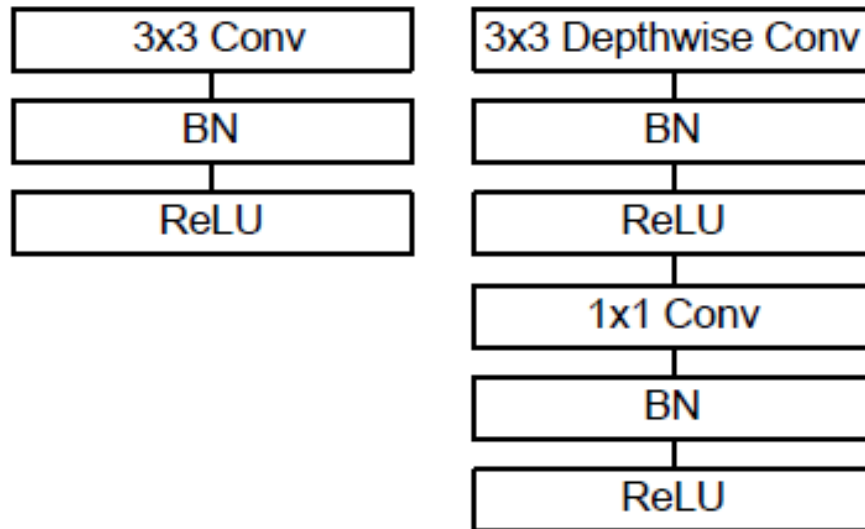 3x3 Conv
BN
ReLU
3x3 Depthwise Conv
BN
ReLU
1x1 Conv
BN
ReLU